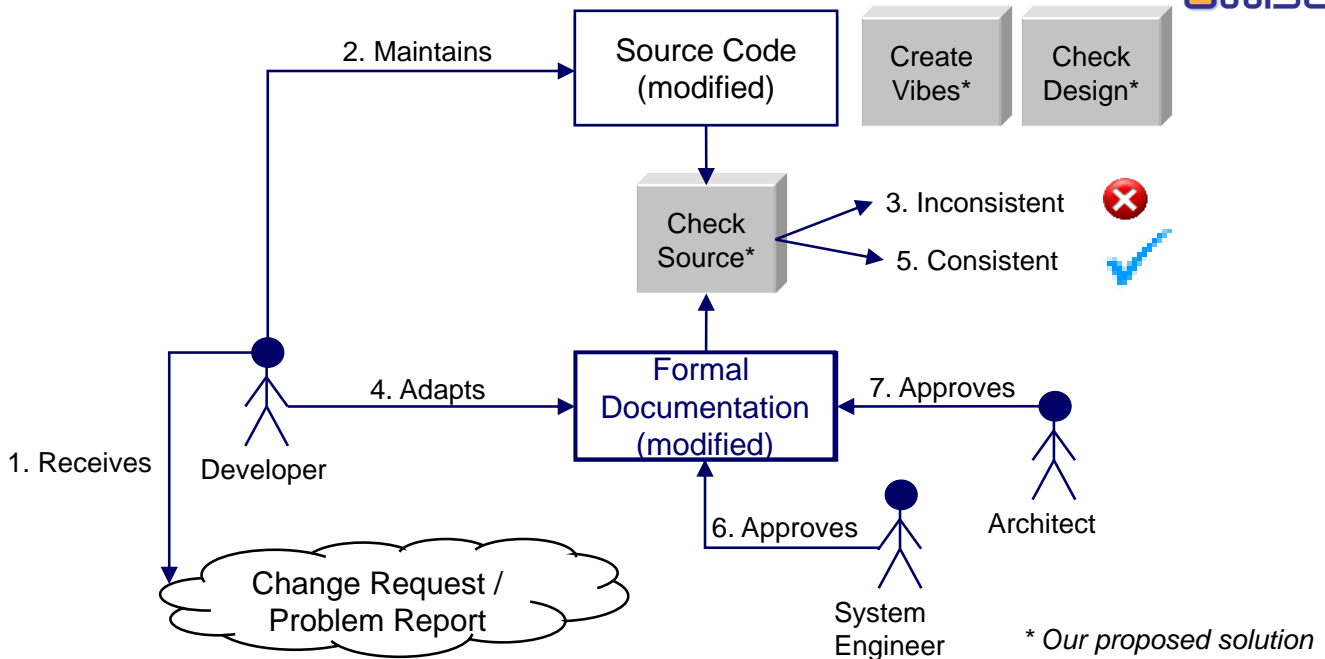 2. Maintains
Source Code
(modified)
Create
Vibes*
Check
Design*
Check
Source*
3. Inconsistent
5. Consistent
4. Adapts
Formal
Documentation
(modified)
7. Approves
1. Receives
Developer
6. Approves
Architect
Change Request /
Problem Report
System
Engineer
* Our proposed solution